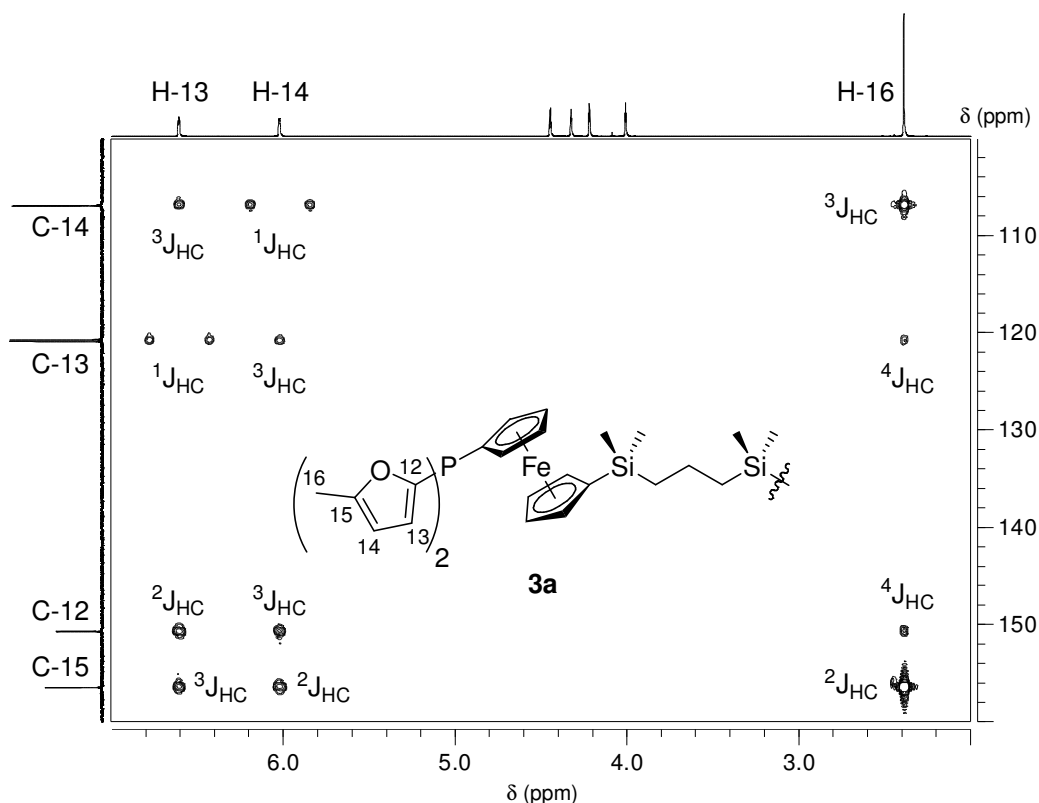 H-13 H-14 H-16 δ (ppm)
C-14 ³J_HC ¹J_HC ³J_HC 110
120
C-13 ¹J_HC ³J_HC ⁴J_HC
130
16 O 12 P Fe Si Si
15 14 13 2 140
3a
C-12 ²J_HC ³J_HC ⁴J_HC 150
C-15 ³J_HC ²J_HC ²J_HC
6.0 5.0 4.0 3.0
δ (ppm)